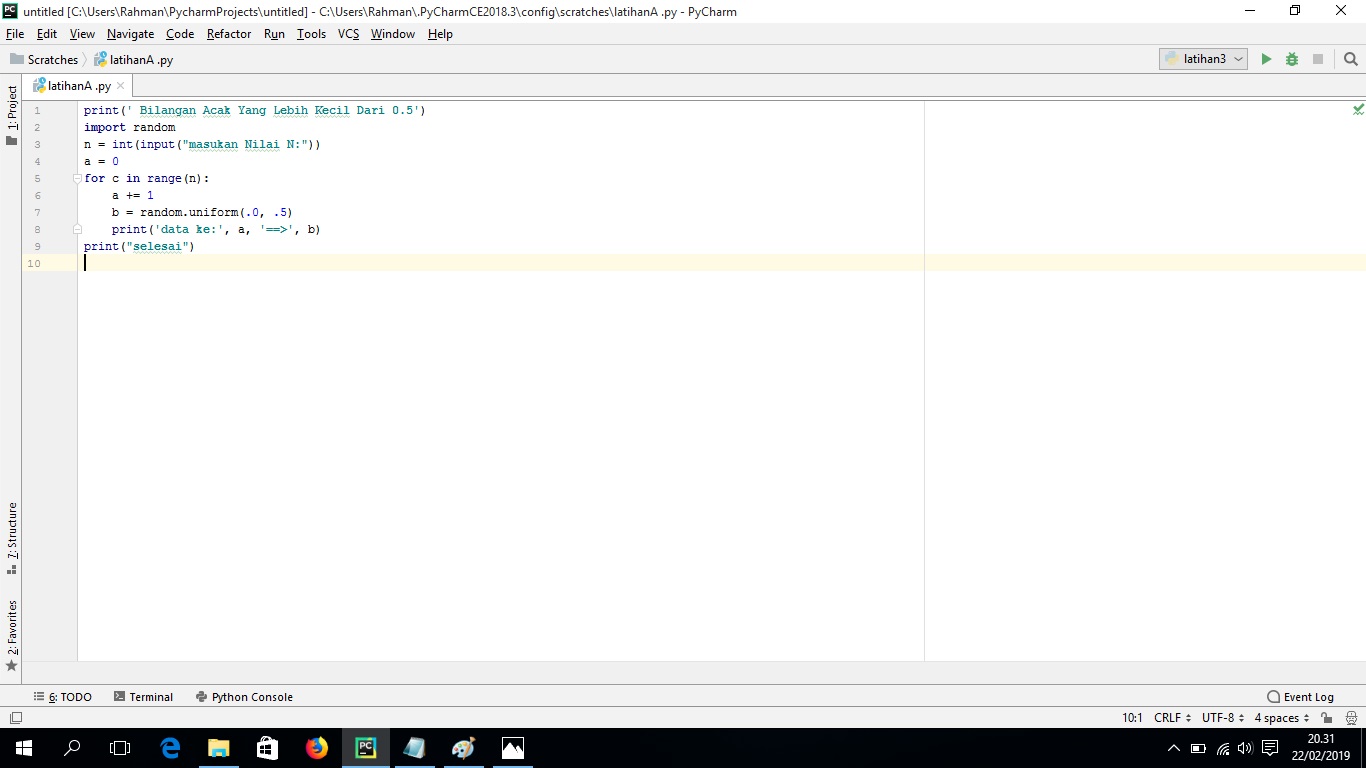 PC untitled [C:\Users\Rahman\PycharmProjects\untitled] - C:\Users\Rahman\.PyCharmCE2018.3\config\scratches\latihanA .py - PyCharm
File Edit View Navigate Code Refactor Run Tools VCS Window Help
Scratches latihanA .py latihan3
latihanA .py
1: Project
1 print(' Bilangan Acak Yang Lebih Kecil Dari 0.5')
2 import random
3 n = int(input("masukan Nilai N:"))
4 a = 0
5 for c in range(n):
6     a += 1
7     b = random.uniform(.0, .5)
8     print('data ke:', a, '==>', b)
9 print("selesai")
10
7: Structure
2: Favorites
6: TODO Terminal Python Console Event Log
10:1 CRLF UTF-8 4 spaces
PC
20.31
22/02/2019